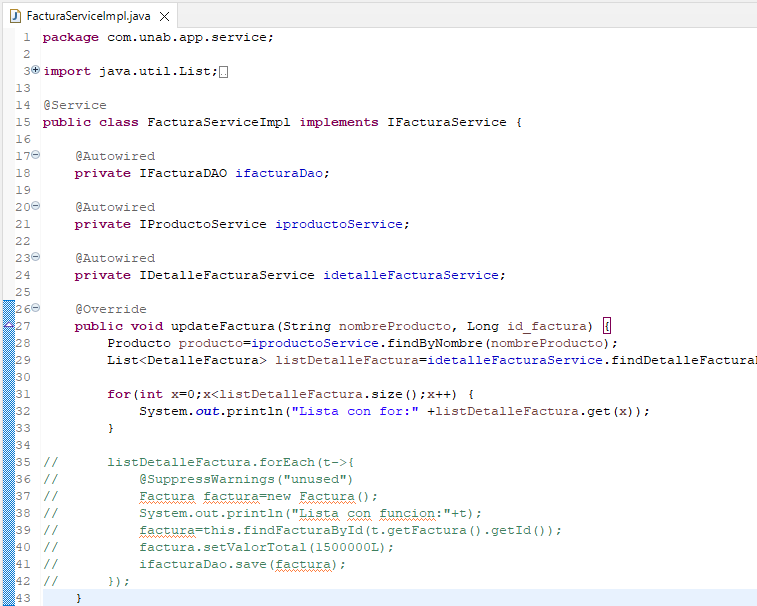 FacturaServiceImpl.java
1 package com.unab.app.service;
2
3 import java.util.List;
13
14 @Service
15 public class FacturaServiceImpl implements IFacturaService {
16
17 @Autowired
18 private IFacturaDAO ifacturaDao;
19
20 @Autowired
21 private IProductoService iproductoService;
22
23 @Autowired
24 private IDetalleFacturaService idetalleFacturaService;
25
26 @Override
27 public void updateFactura(String nombreProducto, Long id_factura) {
28 Producto producto=iproductoService.findByNombre(nombreProducto);
29 List<DetalleFactura> listDetalleFactura=idetalleFacturaService.findDetalleFactura
30
31 for(int x=0;x<listDetalleFactura.size();x++) {
32 System.out.println("Lista con for:" +listDetalleFactura.get(x));
33 }
34
35 // listDetalleFactura.forEach(t->{
36 // @SuppressWarnings("unused")
37 // Factura factura=new Factura();
38 // System.out.println("Lista con funcion:"+t);
39 // factura=this.findFacturaById(t.getFactura().getId());
40 // factura.setValorTotal(1500000L);
41 // ifacturaDao.save(factura);
42 // });
43 }